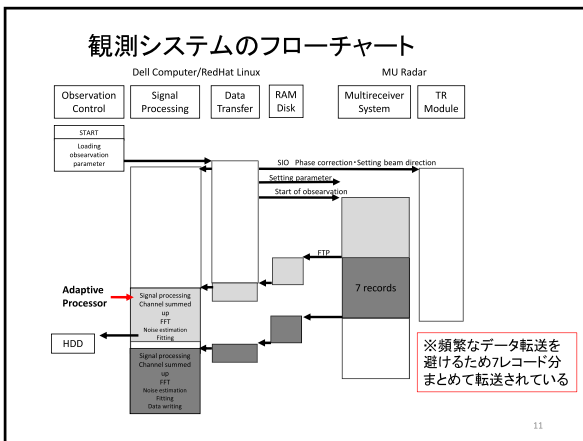 観測システムのフローチャート
Dell Computer/RedHat Linux
MU Radar
Observation
Control
Signal
Processing
Data
Transfer
RAM
Disk
Multireceiver
System
TR
Module
START
Loading
obsearvation
parameter
SIO Phase correction・Setting beam direction
Setting parameter
Start of obsearvation
FTP
7 records
Adaptive
Processor
Signal processing
Channel summed
up
FFT
Noise estimation
Fitting
HDD
Signal processing
Channel summed
up
FFT
Noise estimation
Fitting
Data writing
※頻繁なデータ転送を
避けるため7レコード分
まとめて転送されている
11